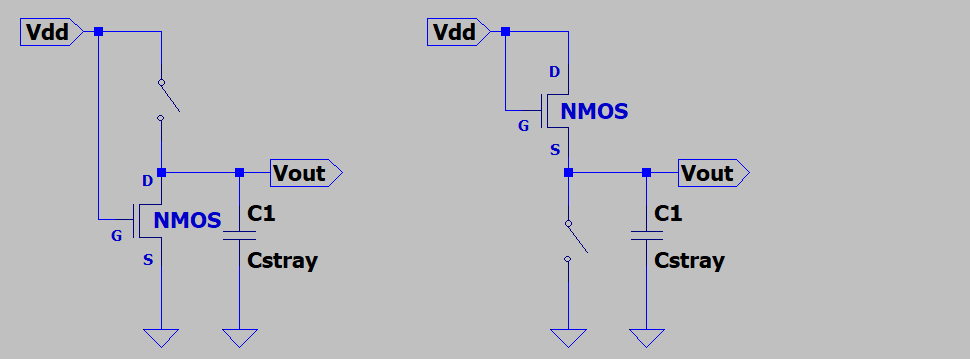 Vdd
D
G
NMOS
S
Vout
C1
Cstray
Vdd
D
G
NMOS
S
Vout
C1
Cstray